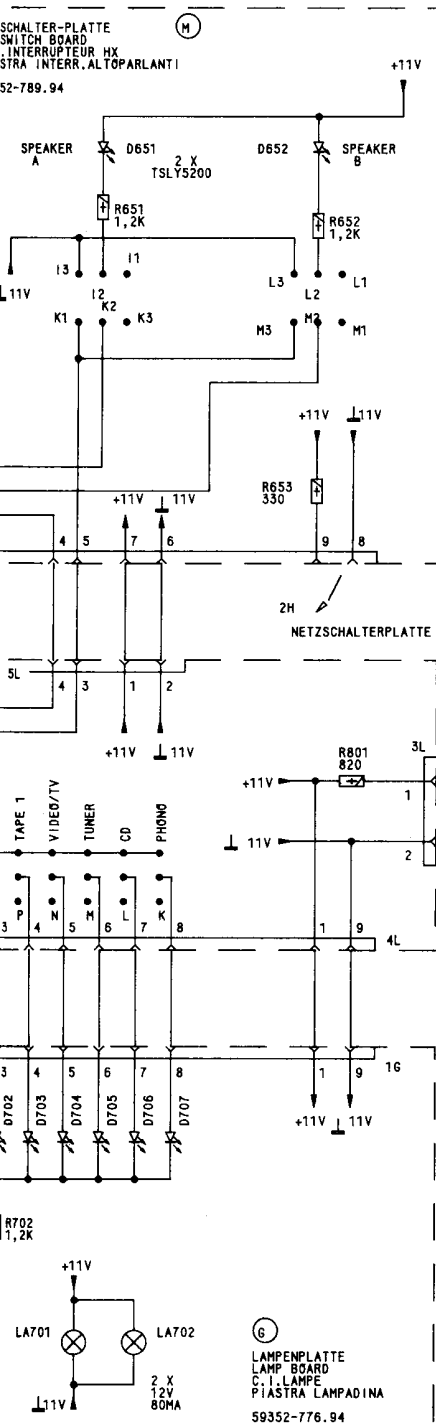 SCHALTER-PLATTE
SWITCH BOARD
.INTERRUPTEUR HX
STRA INTERR.ALTOPARLANTI
52-789.94
M
+11V
SPEAKER
A
D651
2 X
TSLY5200
D652
SPEAKER
B
R651
1,2K
R652
1,2K
I3
I1
11V
I2
L3
L1
L2
K2
K1
K3
M3
M2
M1
+11V
11V
R653
330
+11V
11V
4
5
7
6
9
8
2H
NETZSCHALTERPLATTE
5L
4
3
1
2
+11V
11V
R801
820
3L
+11V
1
11V
2
TAPE 1
VIDEO/TV
TUNER
CD
PHONO
P
N
M
L
K
3
4
5
6
7
8
1
9
4L
3
4
5
6
7
8
1
9
1G
D702
D703
D704
D705
D706
D707
+11V
11V
R702
1,2K
+11V
LA701
LA702
2 X
12V
80MA
11V
G
LAMPENPLATTE
LAMP BOARD
C.I.LAMPE
PIASTRA LAMPADINA
59352-776.94